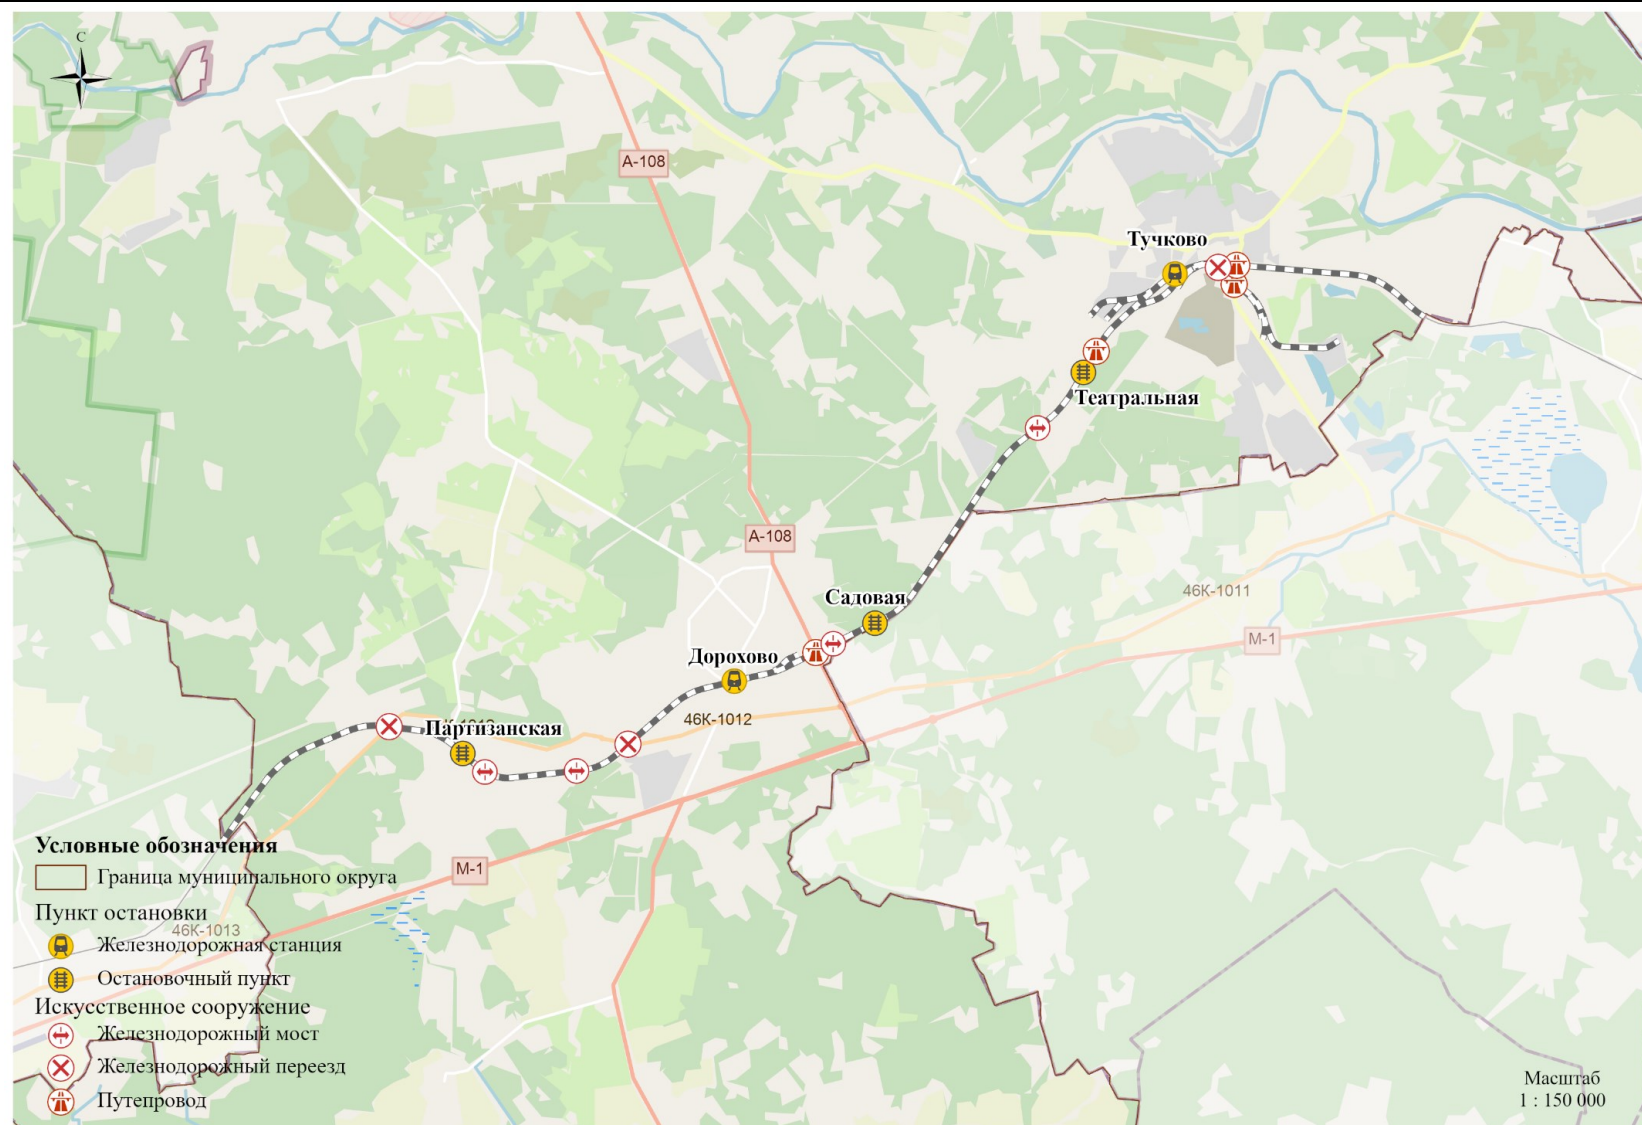 С
А-108
Тучково
Театральная
А-108
46К-1011
Садовая
М-1
Дорохово
46К-1012
Партизанская
М-1
46К-1013
Условные обозначения
Граница муниципального округа
Пункт остановки
Железнодорожная станция
Остановочный пункт
Искусственное сооружение
Железнодорожный мост
Железнодорожный переезд
Путепровод
Масштаб
1 : 150 000